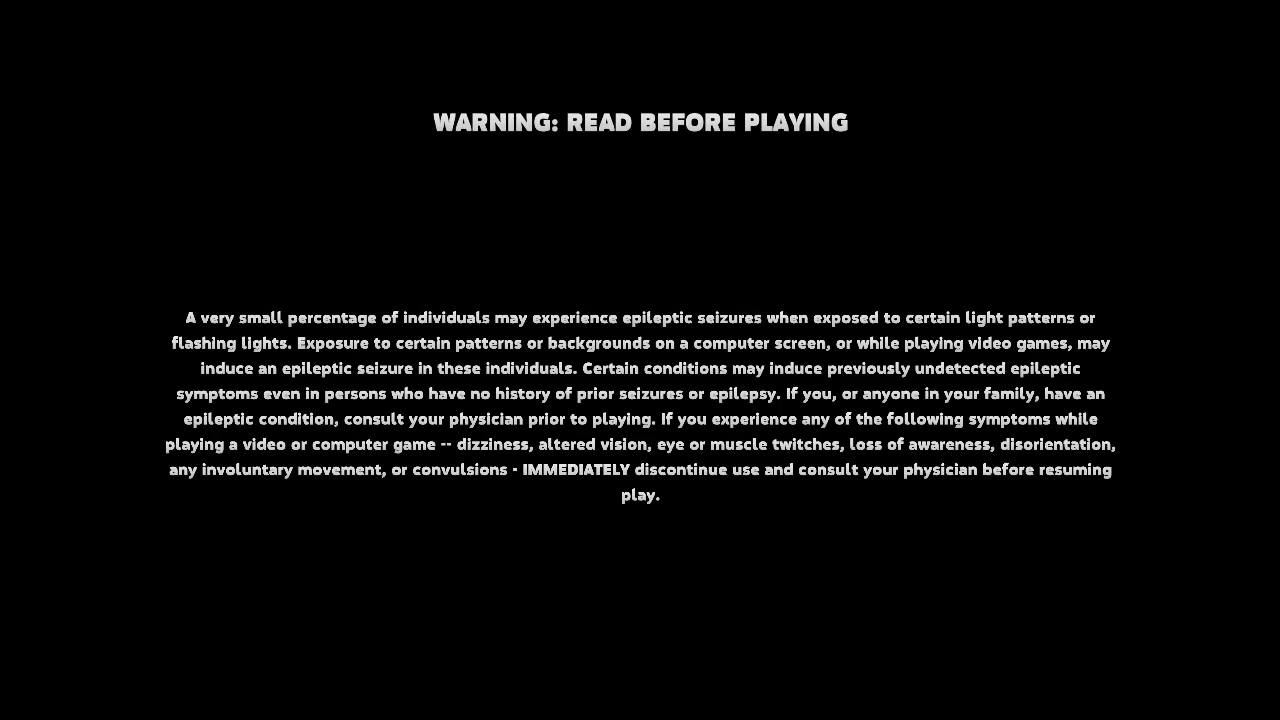 WARNING: READ BEFORE PLAYING
A very small percentage of individuals may experience epileptic seizures when exposed to certain light patterns or
flashing lights. Exposure to certain patterns or backgrounds on a computer screen, or while playing video games, may
induce an epileptic seizure in these individuals. Certain conditions may induce previously undetected epileptic
symptoms even in persons who have no history of prior seizures or epilepsy. If you, or anyone in your family, have an
epileptic condition, consult your physician prior to playing. If you experience any of the following symptoms while
playing a video or computer game -- dizziness, altered vision, eye or muscle twitches, loss of awareness, disorientation,
any involuntary movement, or convulsions - IMMEDIATELY discontinue use and consult your physician before resuming
play.